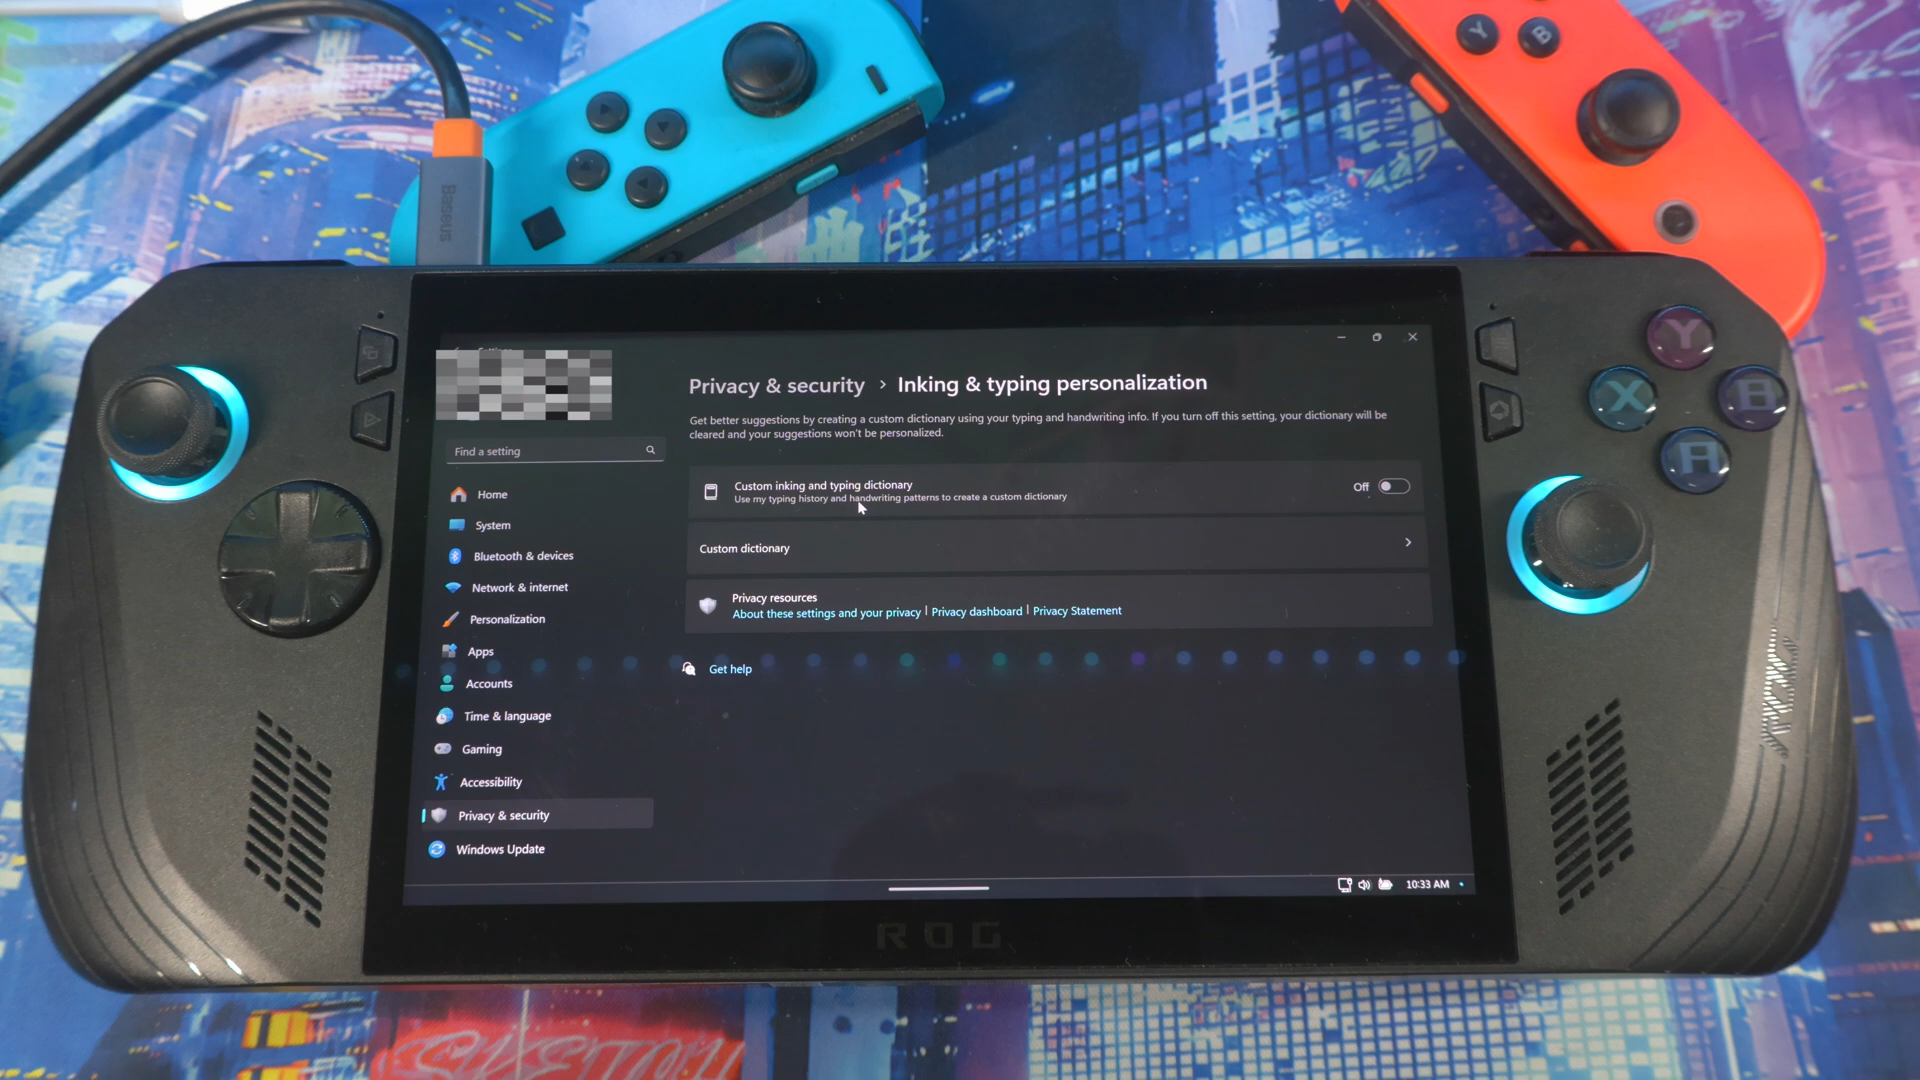 Y
B
Baseus
Privacy & security > Inking & typing personalization
Get better suggestions by creating a custom dictionary using your typing and handwriting info. If you turn off this setting, your dictionary will be
cleared and your suggestions won't be personalized.
Find a setting
Custom inking and typing dictionary
Use my typing history and handwriting patterns to create a custom dictionary
Off
Custom dictionary
Privacy resources
About these settings and your privacy | Privacy dashboard | Privacy Statement
Get help
Home
System
Bluetooth & devices
Network & internet
Personalization
Apps
Accounts
Time & language
Gaming
Accessibility
Privacy & security
Windows Update
10:33 AM
Y
X
B
A
ROG